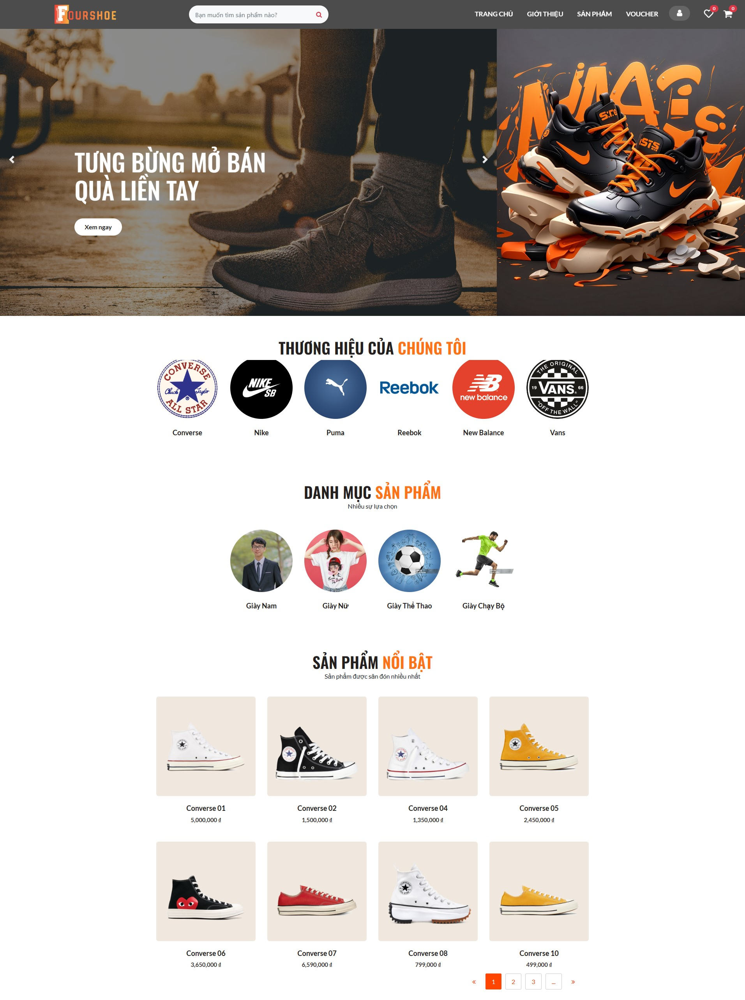 FOURSHOE
Bạn muốn tìm sản phẩm nào?
TRANG CHỦ
GIỚI THIỆU
SẢN PHẨM
VOUCHER
0
0
TƯNG BỪNG MỞ BÁN
QUÀ LIỀN TAY
Xem ngay
THƯƠNG HIỆU CỦA CHÚNG TÔI
CONVERSE
Chuck Taylor
®
ALL STAR
NIKE
SB
Reebok
NB
new balance
THE ORIGINAL
19 VANS 66
"OFF THE WALL"
Converse
Nike
Puma
Reebok
New Balance
Vans
DANH MỤC SẢN PHẨM
Nhiều sự lựa chọn
Giày Nam
Giày Nữ
Giày Thể Thao
Giày Chạy Bộ
SẢN PHẨM NỔI BẬT
Sản phẩm được săn đón nhiều nhất
Converse 01
5,000,000 ₫
Converse 02
1,500,000 ₫
Converse 04
1,350,000 ₫
Converse 05
2,450,000 ₫
Converse 06
3,650,000 ₫
Converse 07
6,590,000 ₫
Converse 08
799,000 ₫
Converse 10
499,000 ₫
« 1 2 3 ... »